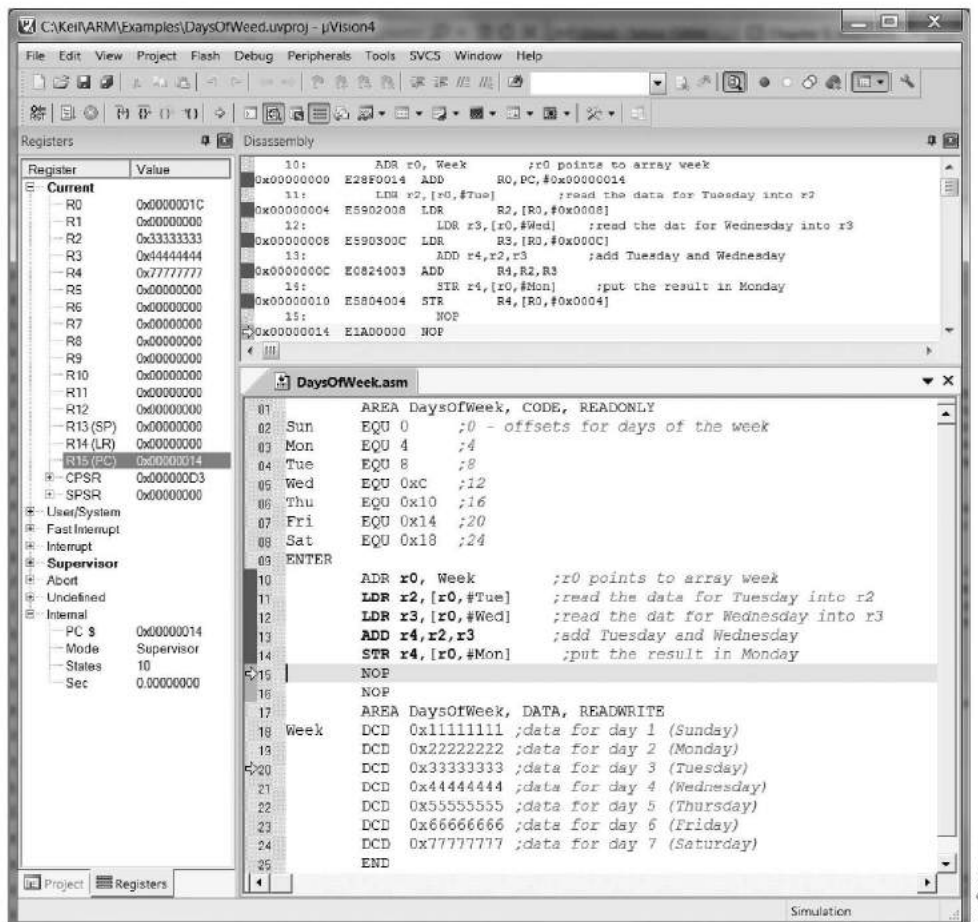 C:\Keil\ARM\Examples\DaysOfWeed.uvproj - µVision4
File Edit View Project Flash Debug Peripherals Tools SVCS Window Help
Registers
Register Value
Current
R0 0x0000001C
R1 0x00000000
R2 0x33333333
R3 0x44444444
R4 0x77777777
R5 0x00000000
R6 0x00000000
R7 0x00000000
R8 0x00000000
R9 0x00000000
R10 0x00000000
R11 0x00000000
R12 0x00000000
R13 (SP) 0x00000000
R14 (LR) 0x00000000
R15 (PC) 0x00000014
CPSR 0x000000D3
SPSR 0x00000000
User/System
Fast Interrupt
Interrupt
Supervisor
Abort
Undefined
Internal
PC $ 0x00000014
Mode Supervisor
States 10
Sec 0.00000000
Project Registers
Disassembly
10: ADR r0, Week ;r0 points to array week
0x00000000 E28F0014 ADD R0,PC,#0x00000014
11: LDR r2,[r0,#Tue] ;read the data for Tuesday into r2
0x00000004 E5902008 LDR R2,[R0,#0x0008]
12: LDR r3,[r0,#Wed] ;read the dat for Wednesday into r3
0x00000008 E590300C LDR R3,[R0,#0x000C]
13: ADD r4,r2,r3 ;add Tuesday and Wednesday
0x0000000C E0824003 ADD R4,R2,R3
14: STR r4,[r0,#Mon] ;put the result in Monday
0x00000010 E5804004 STR R4,[R0,#0x0004]
15: NOP
0x00000014 E1A00000 NOP
DaysOfWeek.asm
01 AREA DaysOfWeek, CODE, READONLY
02 Sun EQU 0 ;0 - offsets for days of the week
03 Mon EQU 4 ;4
04 Tue EQU 8 ;8
05 Wed EQU 0xC ;12
06 Thu EQU 0x10 ;16
07 Fri EQU 0x14 ;20
08 Sat EQU 0x18 ;24
09 ENTER
10 ADR r0, Week ;r0 points to array week
11 LDR r2,[r0,#Tue] ;read the data for Tuesday into r2
12 LDR r3,[r0,#Wed] ;read the dat for Wednesday into r3
13 ADD r4,r2,r3 ;add Tuesday and Wednesday
14 STR r4,[r0,#Mon] ;put the result in Monday
15 NOP
16 NOP
17 AREA DaysOfWeek, DATA, READWRITE
18 Week DCD 0x11111111 ;data for day 1 (Sunday)
19 DCD 0x22222222 ;data for day 2 (Monday)
20 DCD 0x33333333 ;data for day 3 (Tuesday)
21 DCD 0x44444444 ;data for day 4 (Wednesday)
22 DCD 0x55555555 ;data for day 5 (Thursday)
23 DCD 0x66666666 ;data for day 6 (Friday)
24 DCD 0x77777777 ;data for day 7 (Saturday)
25 END
Simulation